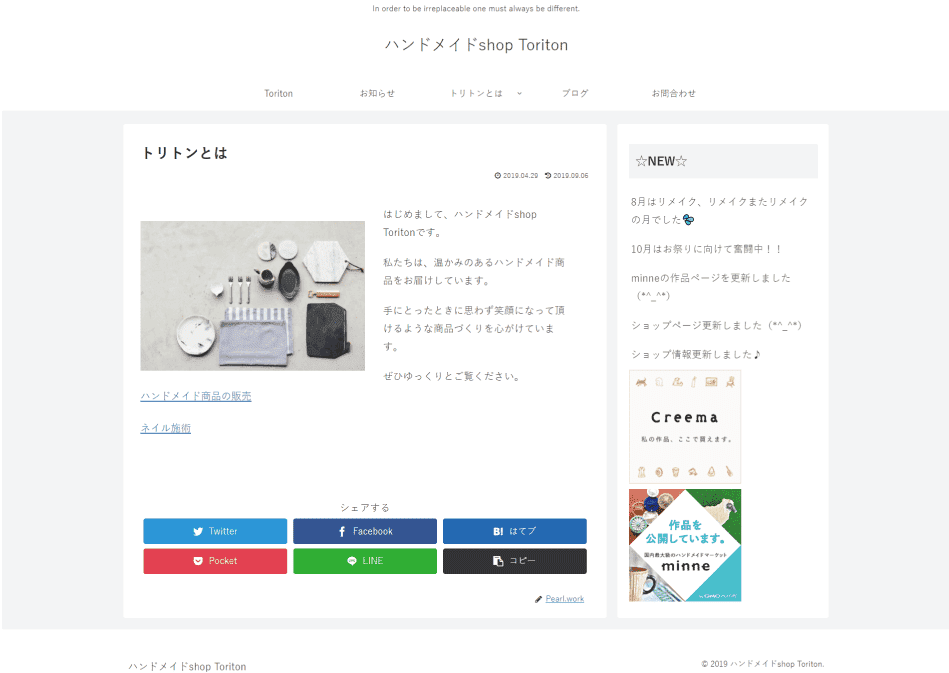 In order to be irreplaceable one must always be different.
ハンドメイドshop Toriton
Toriton
お知らせ
トリトンとは
ブログ
お問合わせ
トリトンとは
2019.04.29 2019.09.06
はじめまして、ハンドメイドshop
Toritonです。
私たちは、温かみのあるハンドメイド商
品をお届けしています。
手にとったときに思わず笑顔になって頂
けるような商品づくりを心がけていま
す。
ぜひゆっくりとご覧ください。
ハンドメイド商品の販売
ネイル施術
シェアする
Twitter
Facebook
B! はてブ
Pocket
LINE
コピー
Pearl.work
☆NEW☆
8月はリメイク、リメイクまたリメイク
の月でした
10月はお祭りに向けて奮闘中！！
minneの作品ページを更新しました
（*^_^*）
ショップページ更新しました（*^_^*）
ショップ情報更新しました♪
Creema
私の作品、ここで買えます。
作品を
公開しています。
国内最大級のハンドメイドマーケット
minne
by GMOペパボ
ハンドメイドshop Toriton
© 2019 ハンドメイドshop Toriton.